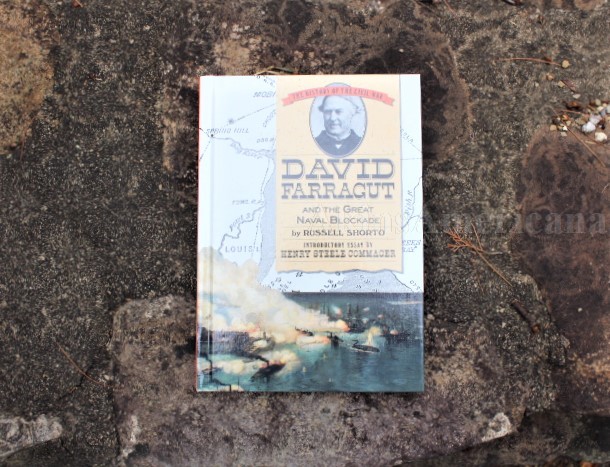 THE HISTORY OF THE CIVIL WAR
DAVID
FARRAGUT
AND THE GREAT
NAVAL BLOCKADE
by RUSSELL SHORTO
INTRODUCTORY ESSAY BY
HENRY STEELE COMMAGER